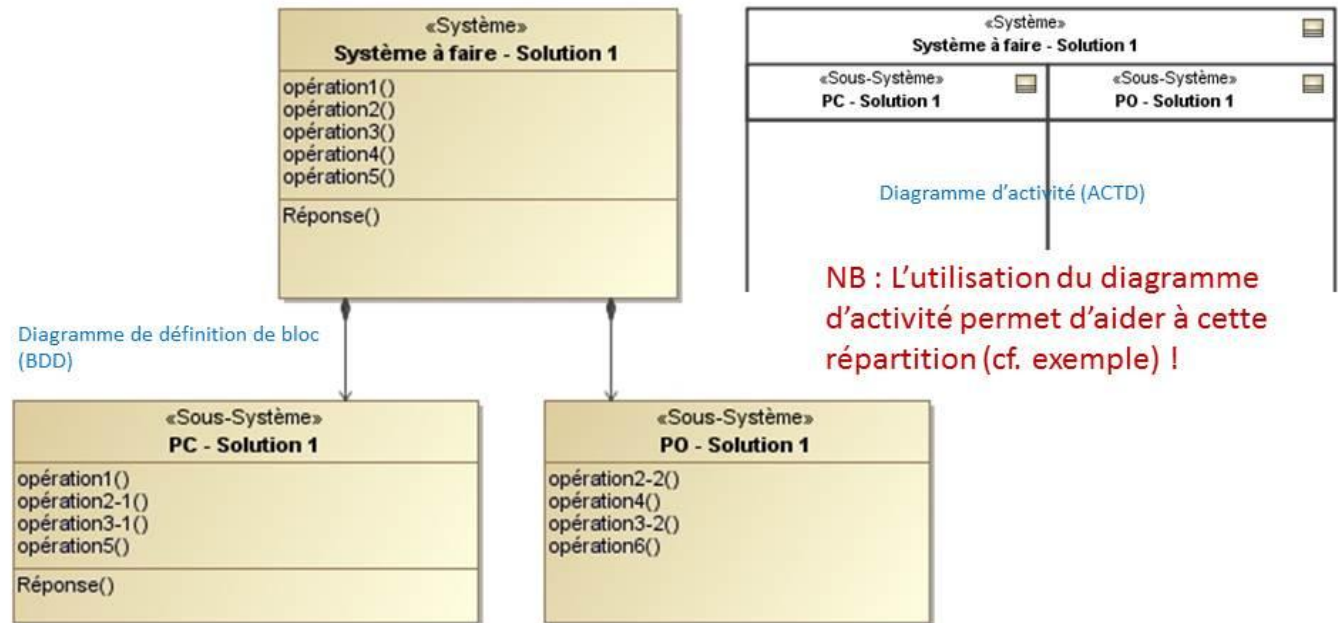 «Système»
Système à faire - Solution 1
opération1()
opération2()
opération3()
opération4()
opération5()
Réponse()
«Système»
Système à faire - Solution 1
«Sous-Système»
PC - Solution 1
«Sous-Système»
PO - Solution 1
Diagramme d'activité (ACTD)
NB : L'utilisation du diagramme
d'activité permet d'aider à cette
répartition (cf. exemple) !
Diagramme de définition de bloc
(BDD)
«Sous-Système»
PC - Solution 1
opération1()
opération2-1()
opération3-1()
opération5()
Réponse()
«Sous-Système»
PO - Solution 1
opération2-2()
opération4()
opération3-2()
opération6()